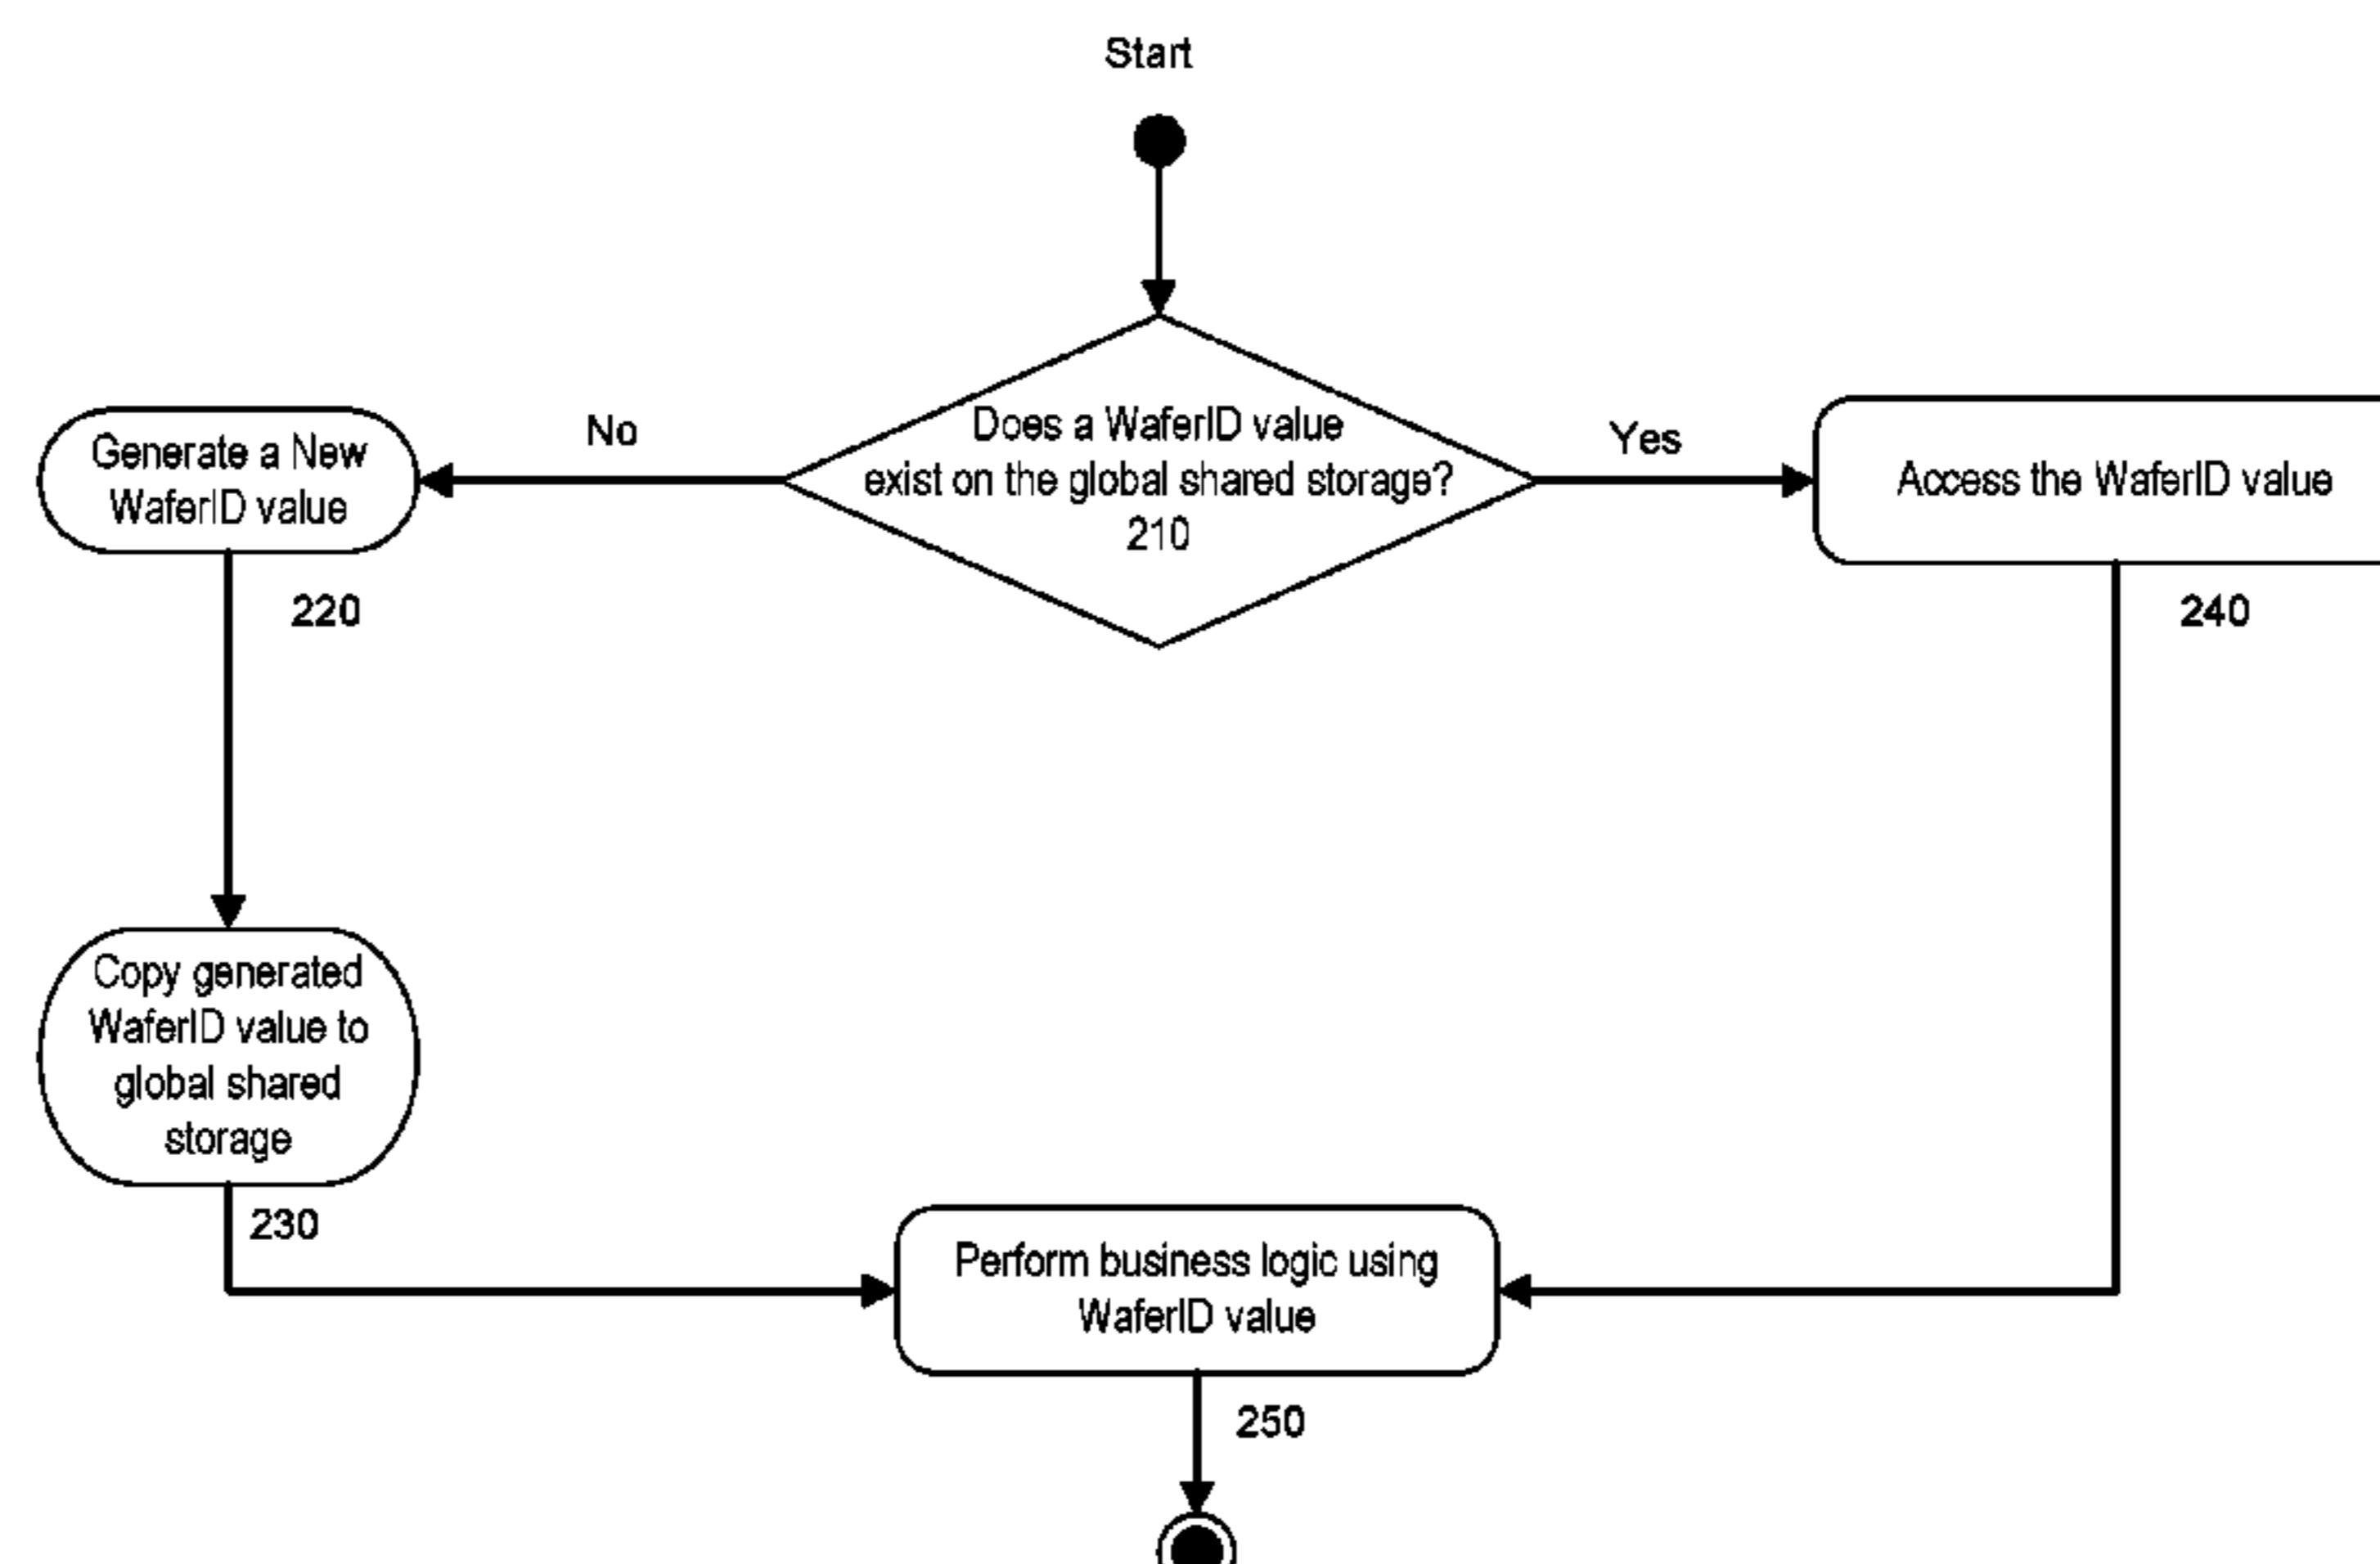 Start
Does a WaferID value
exist on the global shared storage?
210
No
Yes
Generate a New
WaferID value
220
Access the WaferID value
240
Copy generated
WaferID value to
global shared
storage
230
Perform business logic using
WaferID value
250